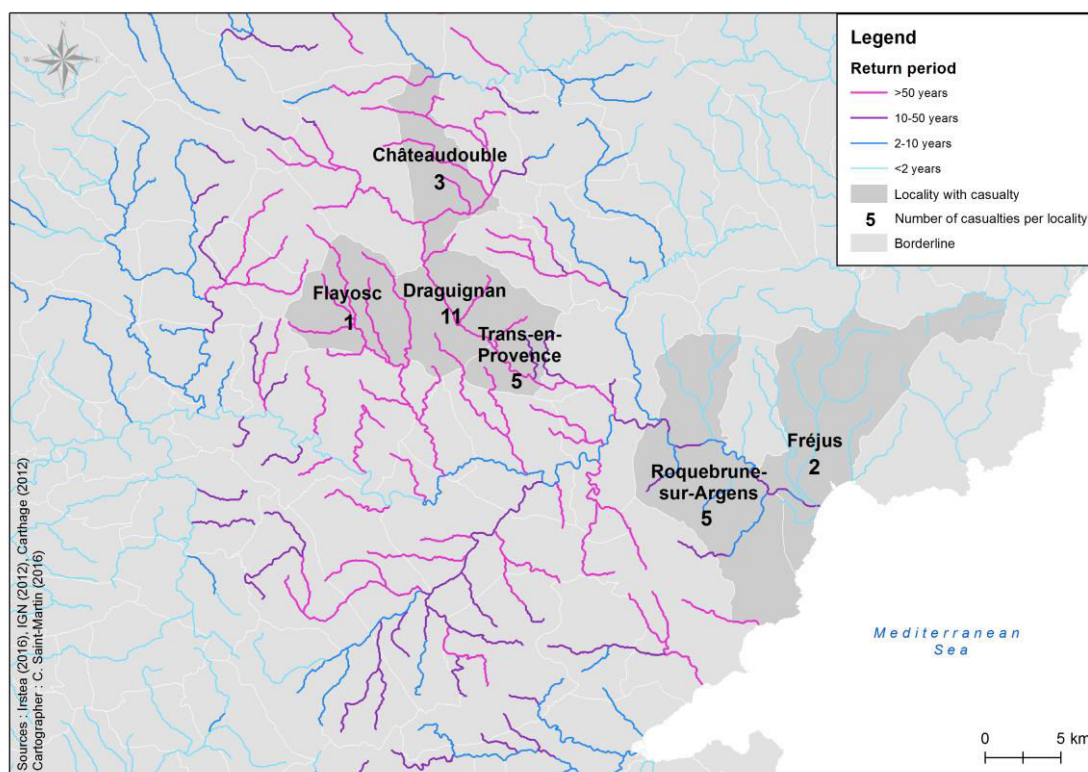 Legend
Return period
>50 years
10-50 years
2-10 years
<2 years
Locality with casualty
5 Number of casualties per locality
Borderline
N
W E
S
Châteaudouble
3
Flayosc
1
Draguignan
11
Trans-en-
Provence
5
Fréjus
2
Roquebrune-
sur-Argens
5
Mediterranean
Sea
0 5 km
Sources : Irstea (2016), IGN (2012), Carthage (2012)
Cartographer : C. Saint-Martin (2016)